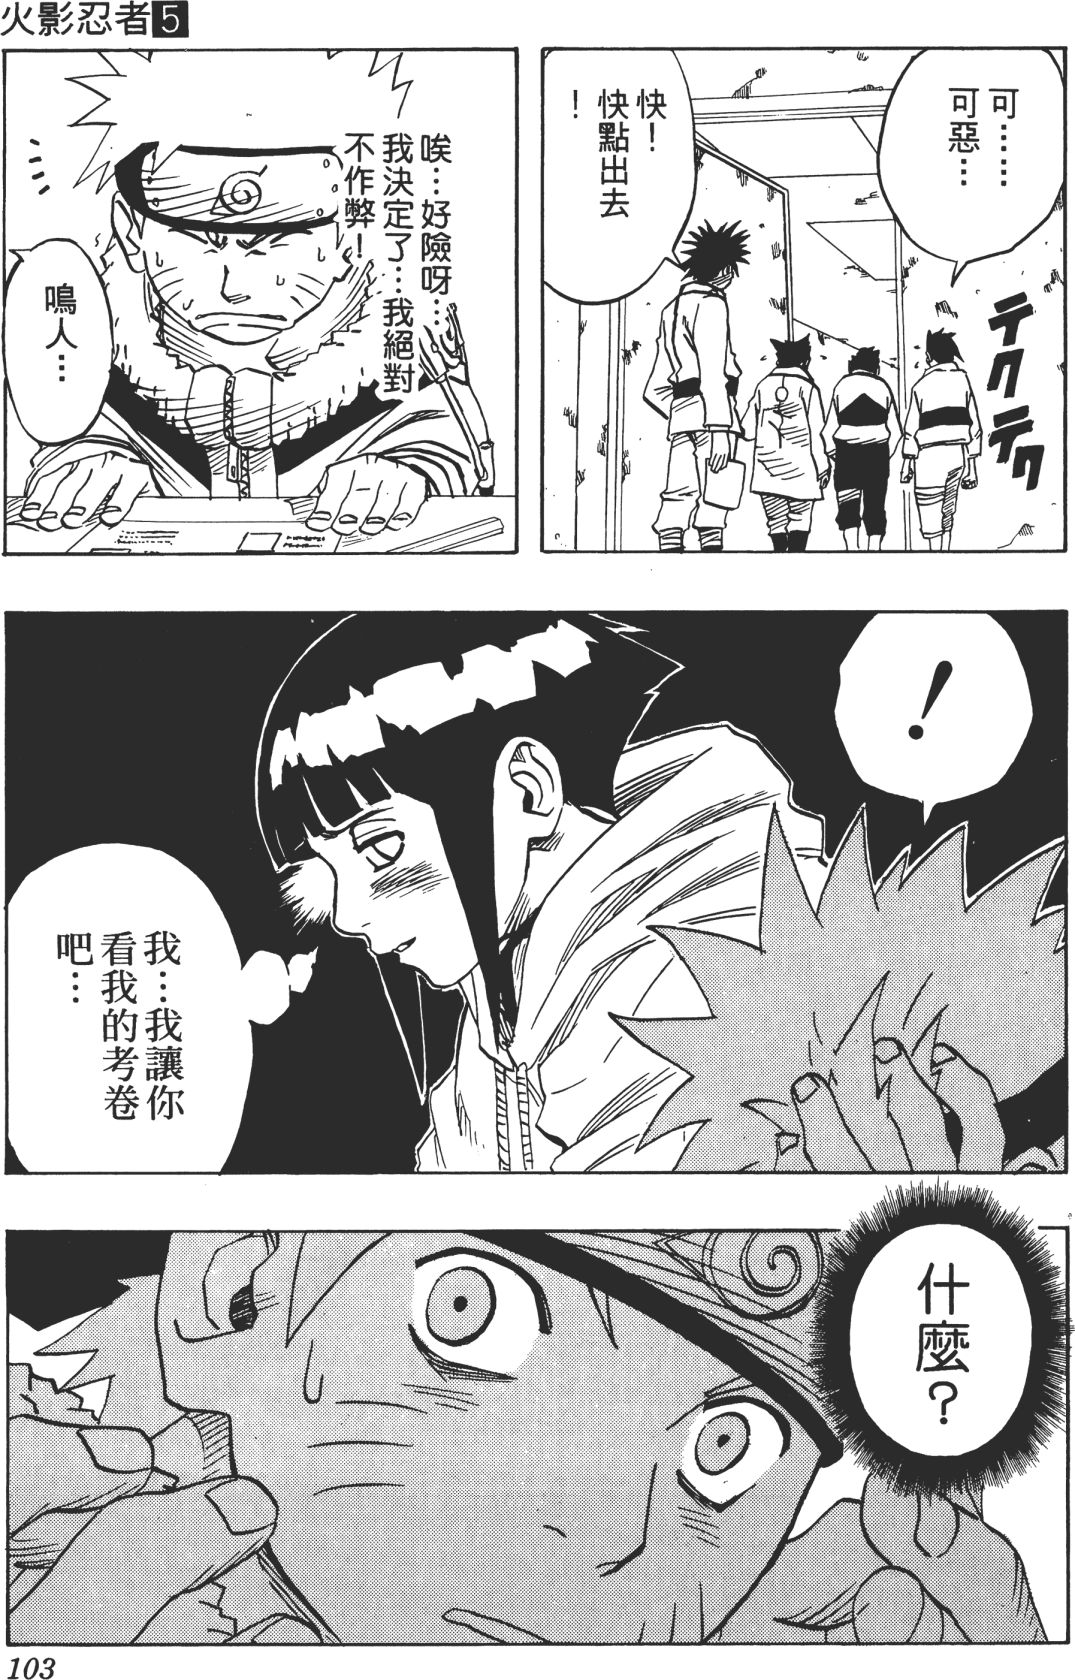 火影忍者5
可……
可惡…
快！
快點出去
！
テクテク
唉…好險呀…
我決定了…我絕對
不作弊！
鳴人…
！
我…我讓你
看我的考卷
吧…
什麼？
103